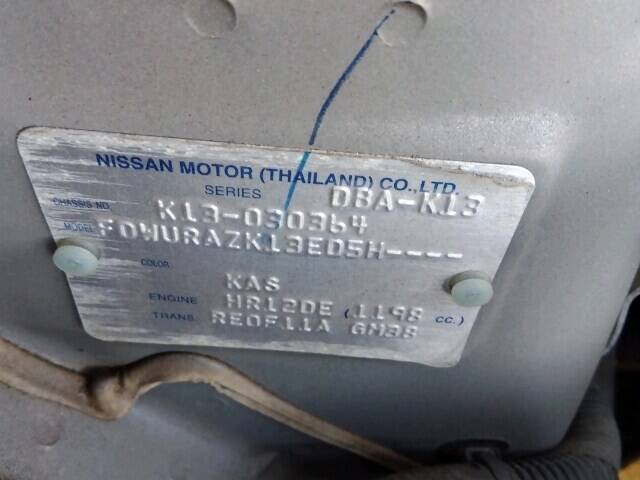 NISSAN MOTOR (THAILAND) CO.,LTD.
SERIES DBA-K13
CHASSIS NO. K13-030364
MODEL FDWURAZK13ED5H----
COLOR KAS
ENGINE HR12DE (1198 CC.)
TRANS. RE0F11A GM38